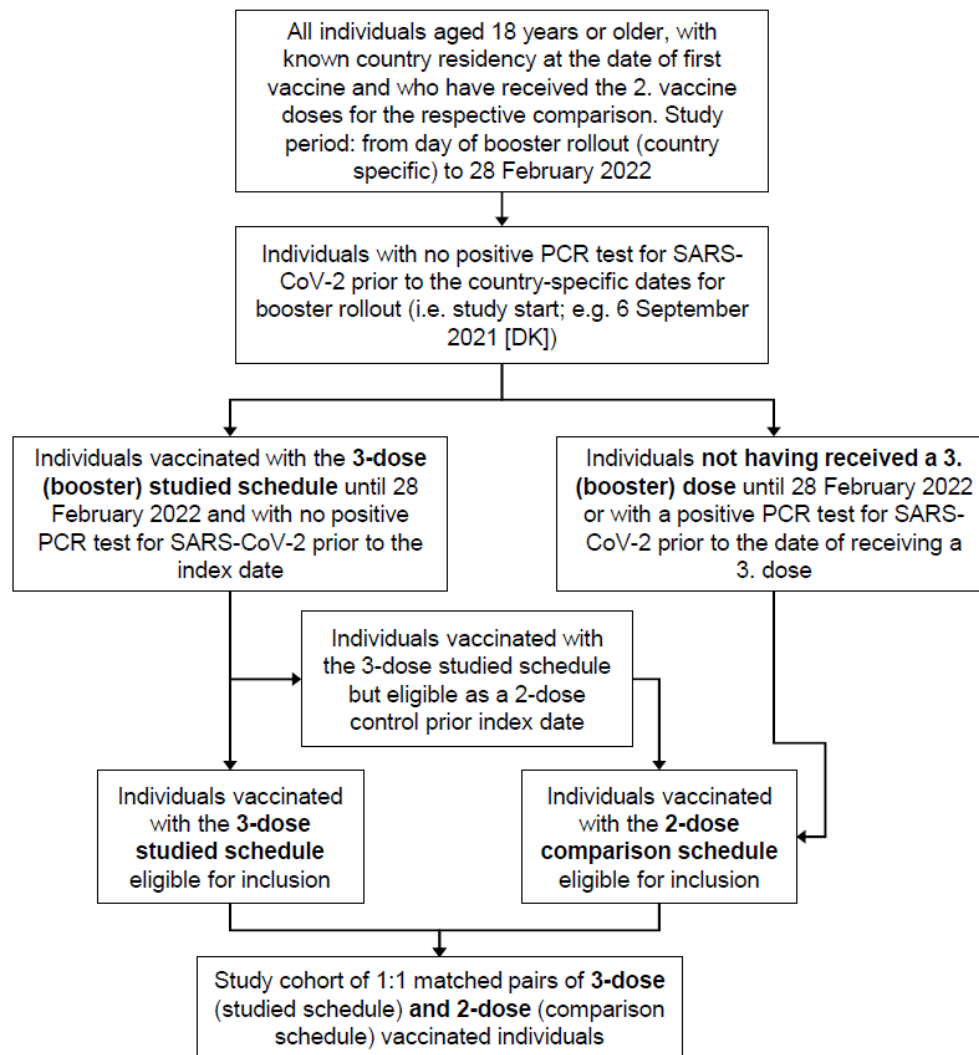 All individuals aged 18 years or older, with
known country residency at the date of first
vaccine and who have received the 2. vaccine
doses for the respective comparison. Study
period: from day of booster rollout (country
specific) to 28 February 2022
Individuals with no positive PCR test for SARS-
CoV-2 prior to the country-specific dates for
booster rollout (i.e. study start; e.g. 6 September
2021 [DK])
Individuals vaccinated with the 3-dose
(booster) studied schedule until 28
February 2022 and with no positive
PCR test for SARS-CoV-2 prior to the
index date
Individuals not having received a 3.
(booster) dose until 28 February 2022
or with a positive PCR test for SARS-
CoV-2 prior to the date of receiving a
3. dose
Individuals vaccinated with
the 3-dose studied schedule
but eligible as a 2-dose
control prior index date
Individuals vaccinated
with the 3-dose
studied schedule
eligible for inclusion
Individuals vaccinated
with the 2-dose
comparison schedule
eligible for inclusion
Study cohort of 1:1 matched pairs of 3-dose
(studied schedule) and 2-dose (comparison
schedule) vaccinated individuals